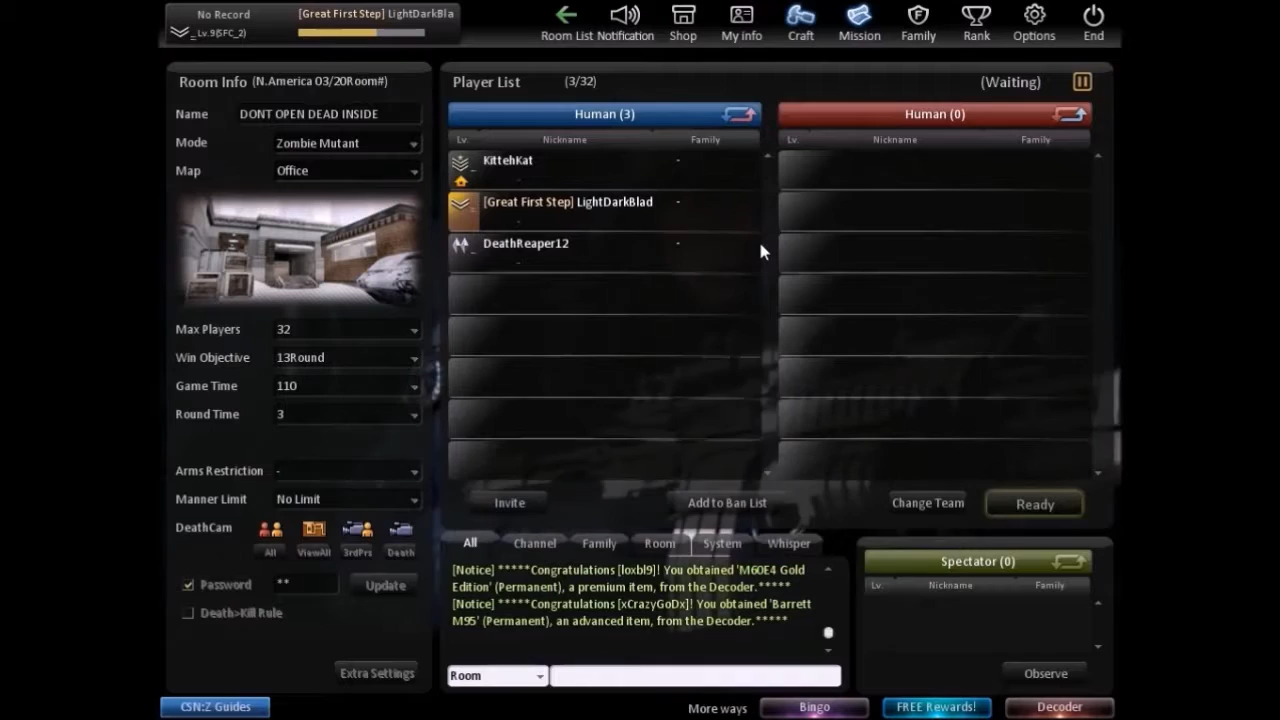 No Record
[Great First Step] LightDarkBla
Lv.9(SFC_2)
Room List
Notification
Shop
My info
Craft
Mission
Family
Rank
Options
End
Room Info (N.America 03/20Room#)
Name DONT OPEN DEAD INSIDE
Mode Zombie Mutant
Map Office
Max Players 32
Win Objective 13Round
Game Time 110
Round Time 3
Arms Restriction -
Manner Limit No Limit
DeathCam
All ViewAll 3rdPrs Death
Password ** Update
Death>Kill Rule
Extra Settings
Player List (3/32) (Waiting)
Human (3)
Lv. Nickname Family
KittehKat -
[Great First Step] LightDarkBlad -
DeathReaper12 -
Human (0)
Lv. Nickname Family
Invite
Add to Ban List
Change Team
Ready
All Channel Family Room System Whisper
[Notice] *****Congratulations [loxbl9]! You obtained 'M60E4 Gold
Edition' (Permanent), a premium item, from the Decoder.*****
[Notice] *****Congratulations [xCrazyGoDx]! You obtained 'Barrett
M95' (Permanent), an advanced item, from the Decoder.*****
Room
Spectator (0)
Lv. Nickname Family
Observe
CSN:Z Guides
More ways
Bingo
FREE Rewards!
Decoder